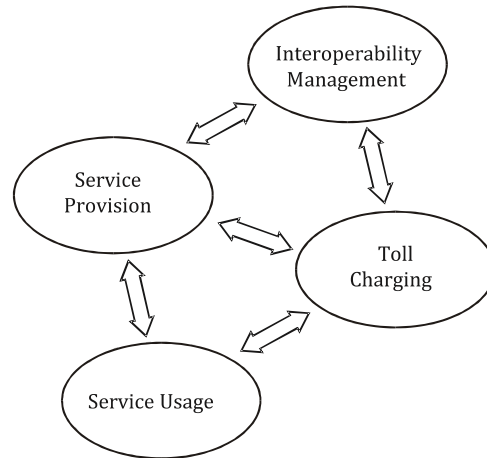 Interoperability
Management
Service
Provision
Toll
Charging
Service Usage